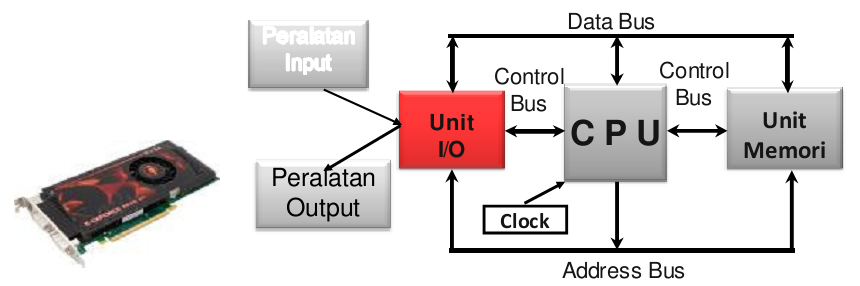 Peralatan
Input
Data Bus
Control
Bus
Control
Bus
Unit
I/O
C P U
Unit
Memori
Peralatan
Output
Clock
Address Bus